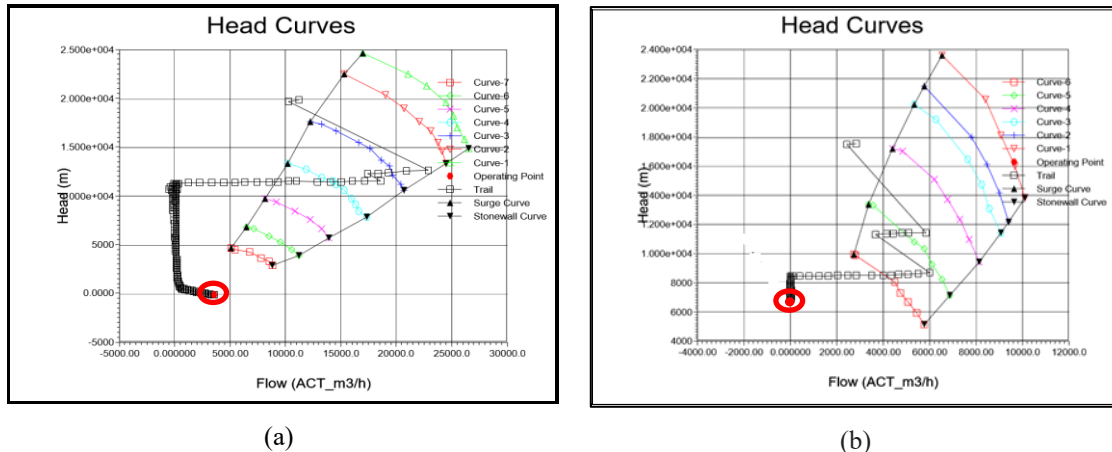 Head Curves
2.500e+004
2.000e+004
1.500e+004
1.000e+004
5000
0.0000
-5000
Head (m)
-5000.00
0.000000
5000.00
10000.0
15000.0
20000.0
25000.0
30000.0
Flow (ACT_m3/h)
Curve-7
Curve-6
Curve-5
Curve-4
Curve-3
Curve-2
Curve-1
Operating Point
Trail
Surge Curve
Stonewall Curve
(a)
Head Curves
2.400e+004
2.200e+004
2.000e+004
1.800e+004
1.600e+004
1.400e+004
1.200e+004
1.000e+004
8000
6000
4000
Head (m)
-4000.00
-2000.00
0.000000
2000.00
4000.00
6000.00
8000.00
10000.0
12000.0
Flow (ACT_m3/h)
Curve-6
Curve-5
Curve-4
Curve-3
Curve-2
Curve-1
Operating Point
Trail
Surge Curve
Stonewall Curve
(b)